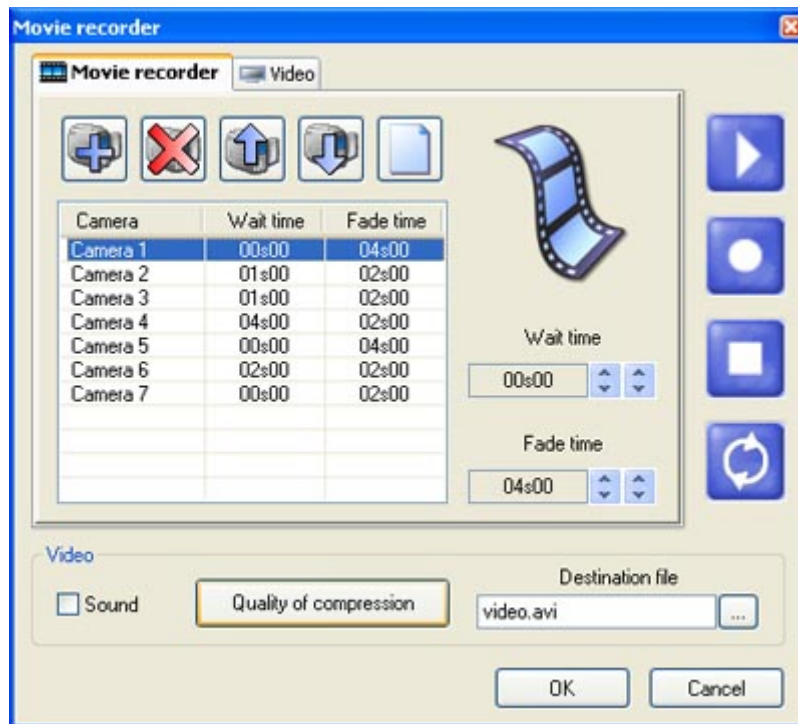 Movie recorder
Movie recorder Video
Camera Wait time Fade time
Camera 1 00s00 04s00
Camera 2 01s00 02s00
Camera 3 01s00 02s00
Camera 4 04s00 02s00
Camera 5 00s00 04s00
Camera 6 02s00 02s00
Camera 7 00s00 02s00
Wait time
00s00
Fade time
04s00
Video
Sound
Quality of compression
Destination file
video.avi ...
OK Cancel